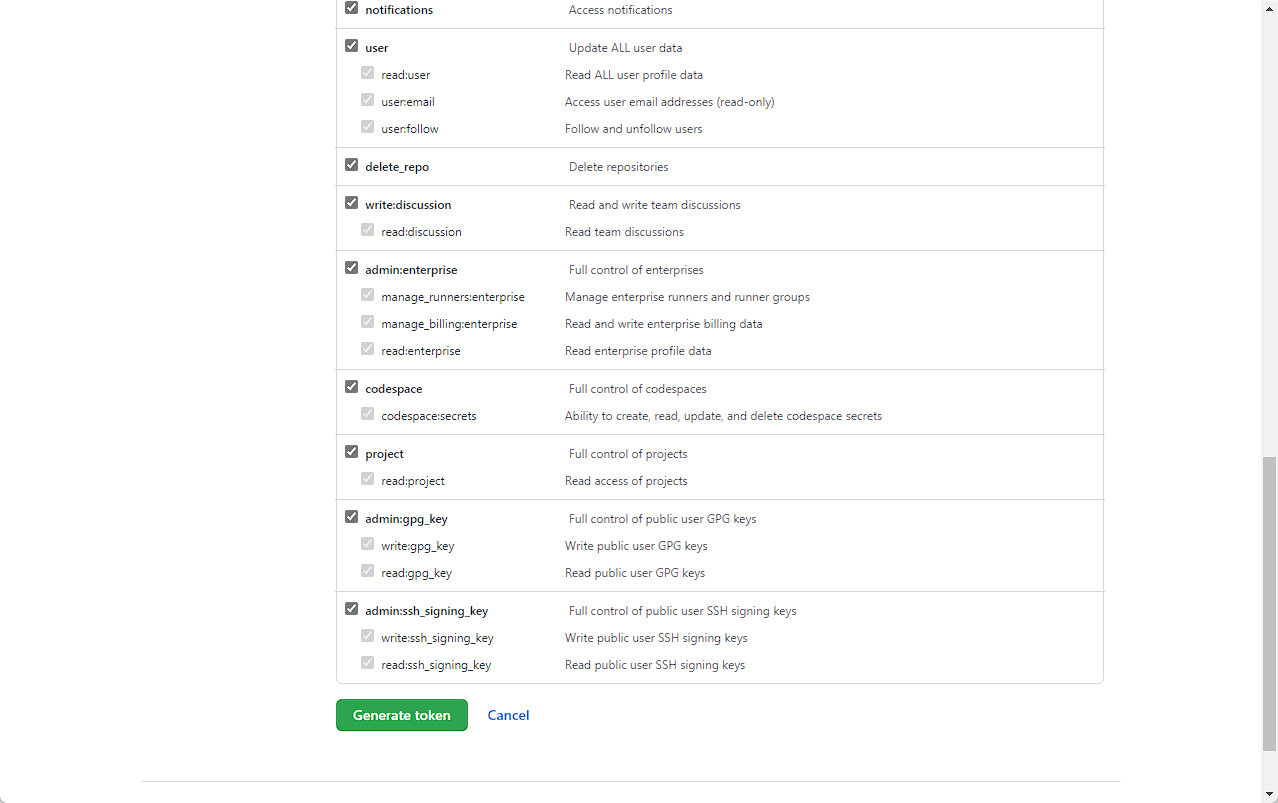 notifications Access notifications
user Update ALL user data
read:user Read ALL user profile data
user:email Access user email addresses (read-only)
user:follow Follow and unfollow users
delete_repo Delete repositories
write:discussion Read and write team discussions
read:discussion Read team discussions
admin:enterprise Full control of enterprises
manage_runners:enterprise Manage enterprise runners and runner groups
manage_billing:enterprise Read and write enterprise billing data
read:enterprise Read enterprise profile data
codespace Full control of codespaces
codespace:secrets Ability to create, read, update, and delete codespace secrets
project Full control of projects
read:project Read access of projects
admin:gpg_key Full control of public user GPG keys
write:gpg_key Write public user GPG keys
read:gpg_key Read public user GPG keys
admin:ssh_signing_key Full control of public user SSH signing keys
write:ssh_signing_key Write public user SSH signing keys
read:ssh_signing_key Read public user SSH signing keys
Generate token Cancel